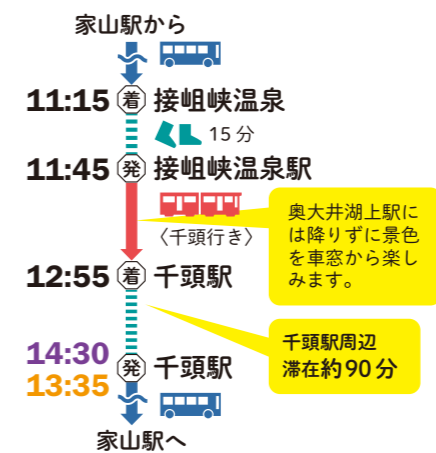 家山駅から
11:15 着 接岨峡温泉
15分
11:45 発 接岨峡温泉駅
〈千頭行き〉
奥大井湖上駅に
は降りずに景色
を車窓から楽し
みます。
12:55 着 千頭駅
千頭駅周辺
滞在約90分
14:30
13:35
発 千頭駅
家山駅へ